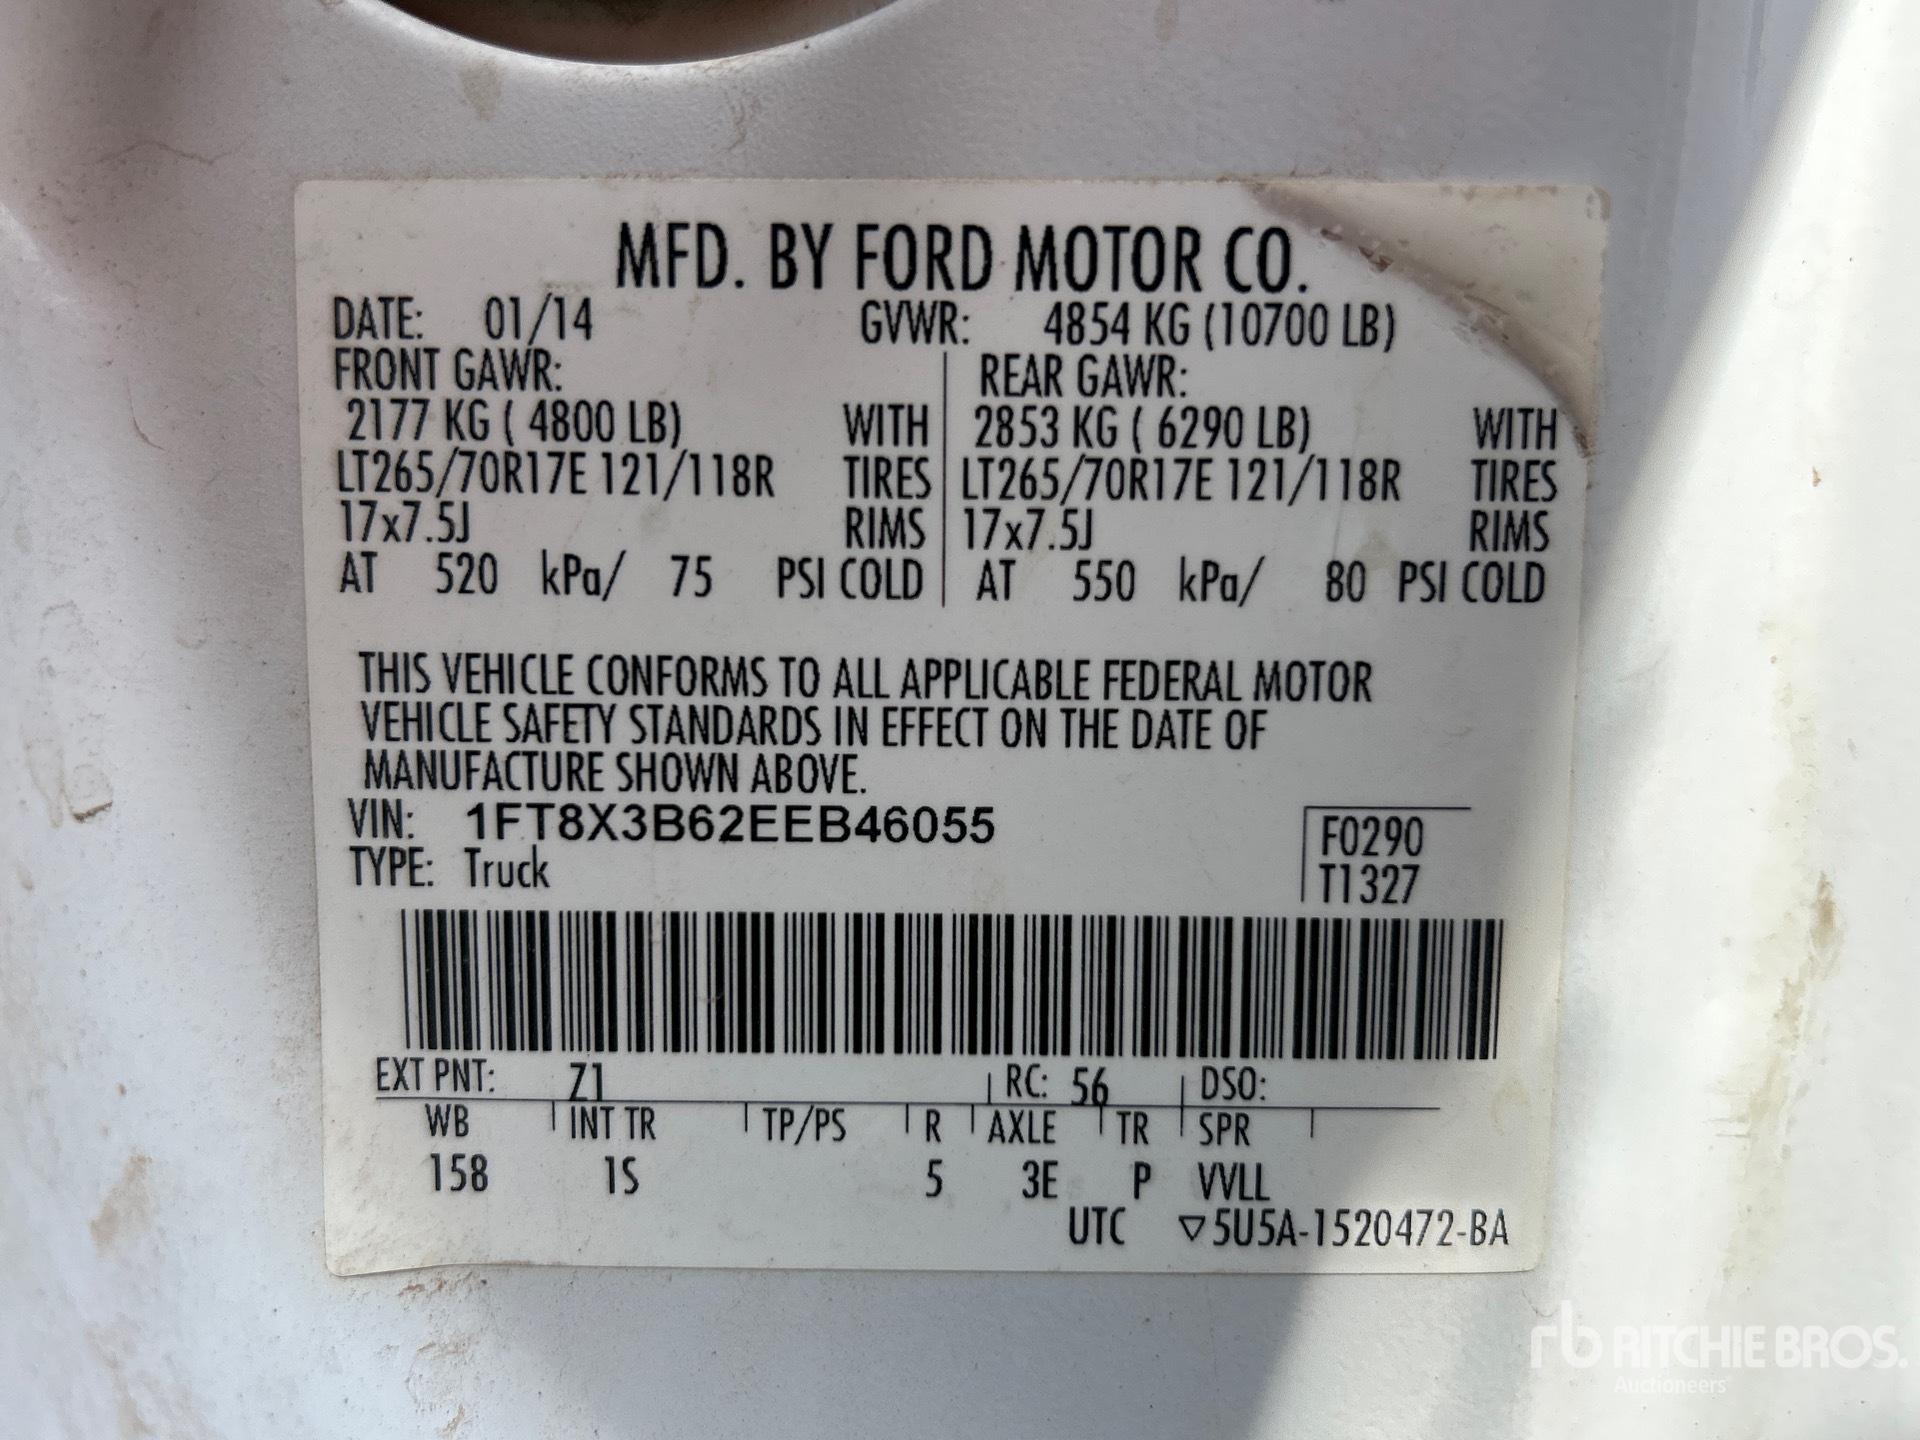 MFD. BY FORD MOTOR CO.
DATE: 01/14 GVWR: 4854 KG (10700 LB)
FRONT GAWR: REAR GAWR:
2177 KG ( 4800 LB) WITH 2853 KG ( 6290 LB) WITH
LT265/70R17E 121/118R TIRES LT265/70R17E 121/118R TIRES
17x7.5J RIMS 17x7.5J RIMS
AT 520 kPa/ 75 PSI COLD AT 550 kPa/ 80 PSI COLD
THIS VEHICLE CONFORMS TO ALL APPLICABLE FEDERAL MOTOR
VEHICLE SAFETY STANDARDS IN EFFECT ON THE DATE OF
MANUFACTURE SHOWN ABOVE.
VIN: 1FT8X3B62EEB46055 F0290
TYPE: Truck T1327
EXT PNT: Z1 RC: 56 DSO:
WB INT TR TP/PS R AXLE TR SPR
158 1S 5 3E P VVLL
UTC ▽5U5A-1520472-BA
rb RITCHIE BROS.
Auctioneers